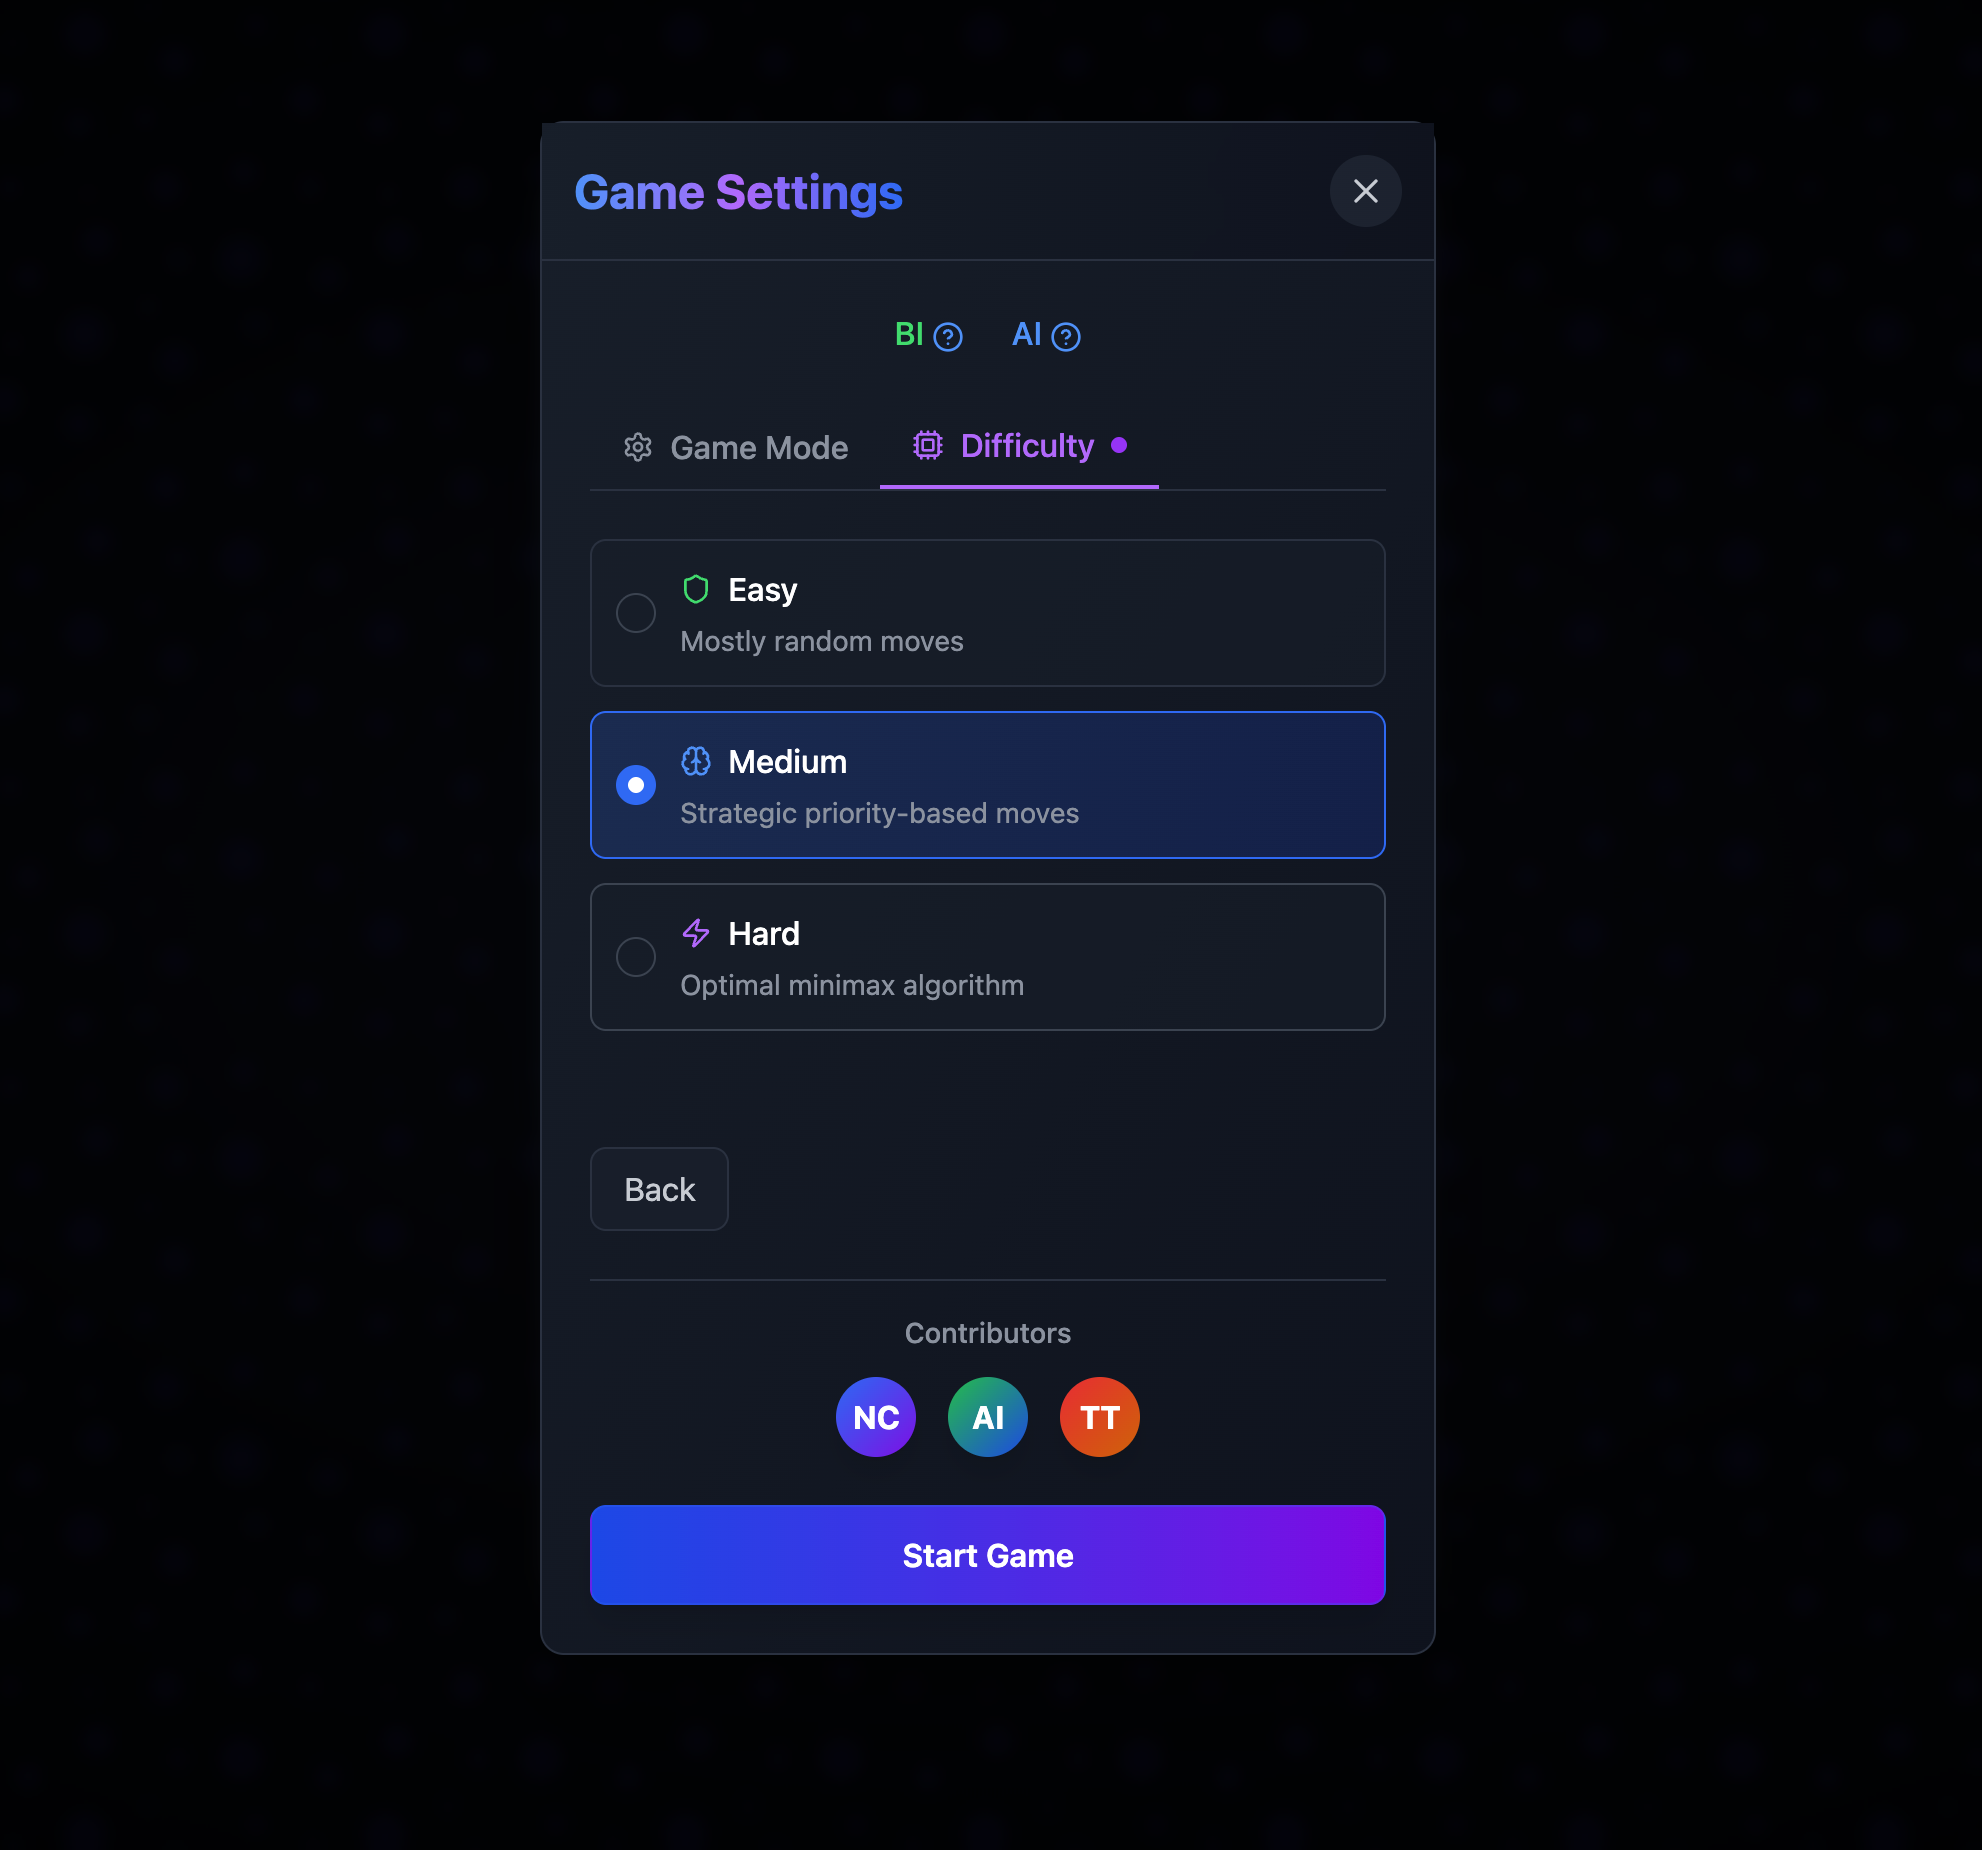 Game Settings
BI AI
Game Mode Difficulty
Easy
Mostly random moves
Medium
Strategic priority-based moves
Hard
Optimal minimax algorithm
Back
Contributors
NC AI TT
Start Game